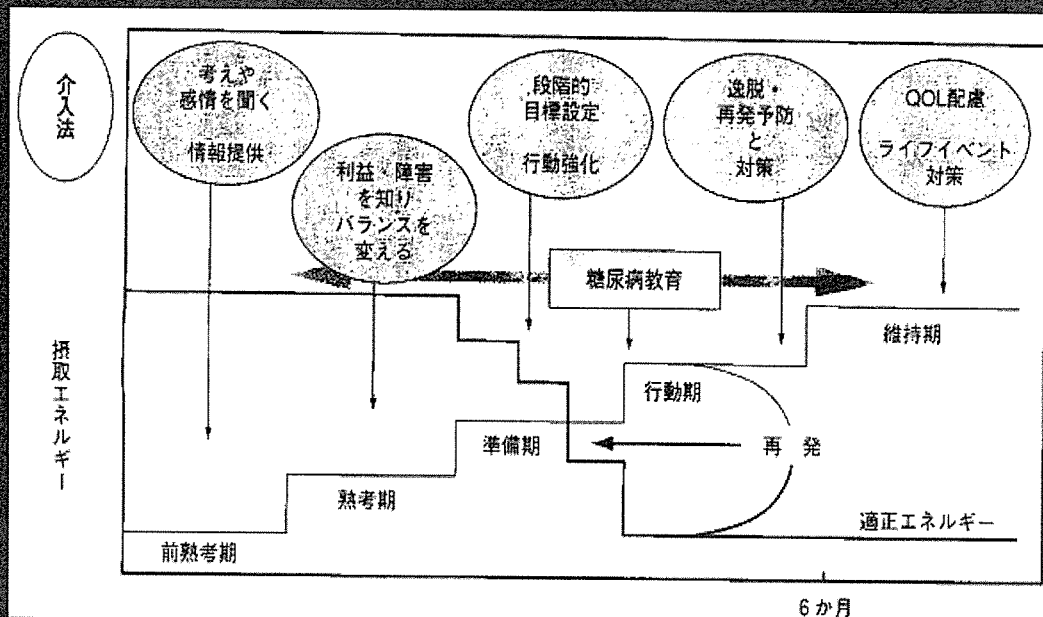 介入法
考えや
感情を聞く
情報提供
利益・障害
を知り
バランスを
変える
段階的
目標設定
行動強化
逸脱・
再発予防
と
対策
QOL配慮
ライフイベント
対策
糖尿病教育
摂取エネルギー
前熟考期
熟考期
準備期
行動期
維持期
再発
適正エネルギー
6か月